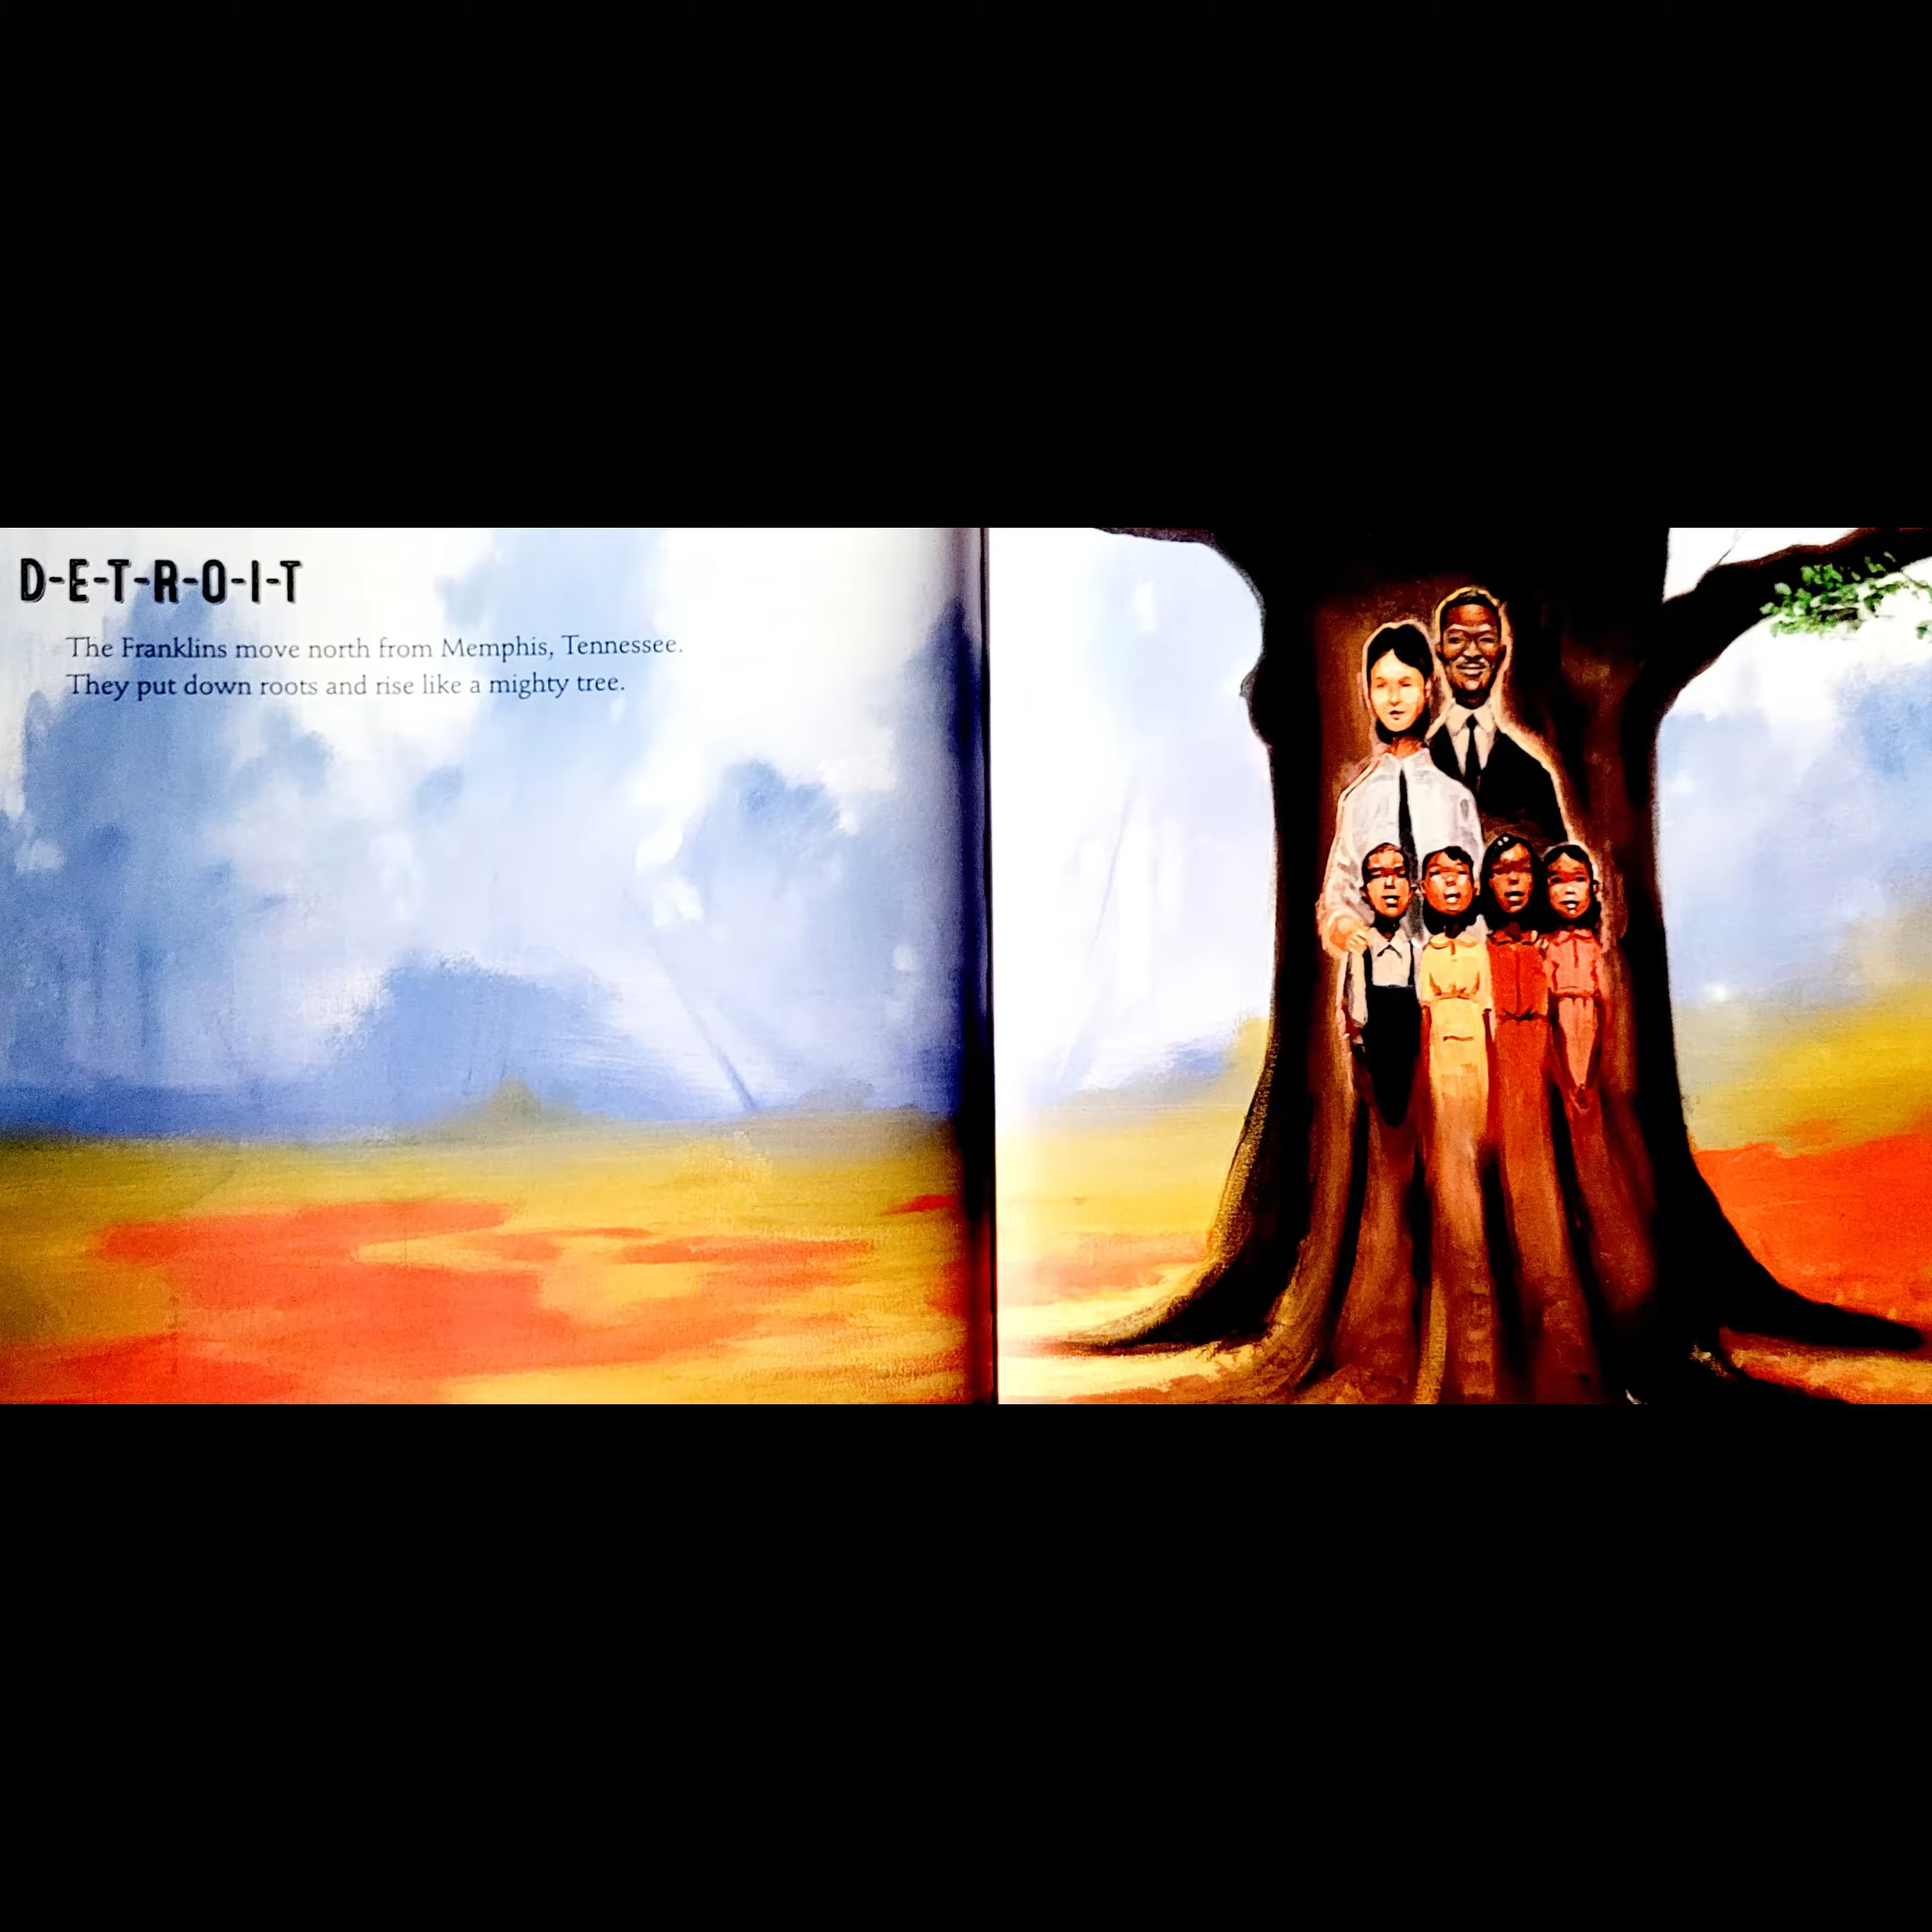 D-E-T-R-O-I-T
The Franklins move north from Memphis, Tennessee.
They put down roots and rise like a mighty tree.